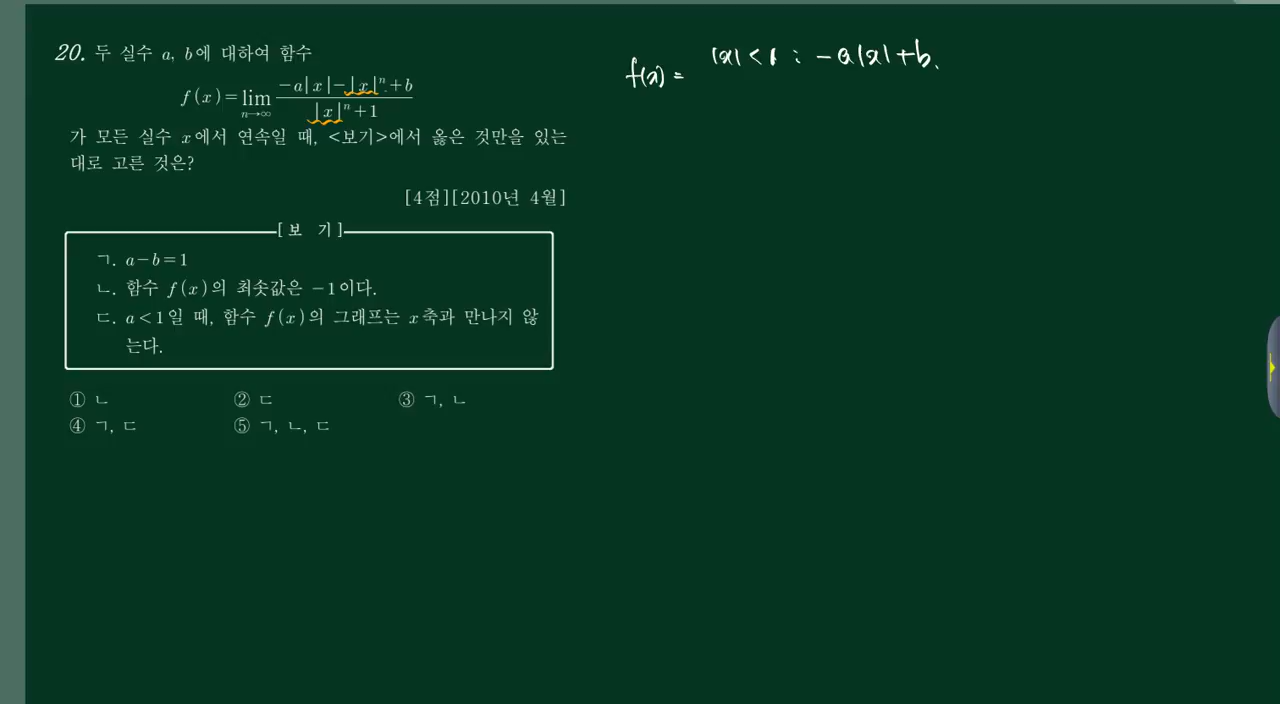 20. 두 실수 a, b에 대하여 함수
f(x)=lim_{n→∞} (-a|x|-|x|^n+b)/(|x|^n+1)
가 모든 실수 x에서 연속일 때, <보기>에서 옳은 것만을 있는
대로 고른 것은?
[4점][2010년 4월]
[보 기]
ㄱ. a-b=1
ㄴ. 함수 f(x)의 최솟값은 -1이다.
ㄷ. a<1일 때, 함수 f(x)의 그래프는 x축과 만나지 않
는다.
① ㄴ ② ㄷ ③ ㄱ, ㄴ
④ ㄱ, ㄷ ⑤ ㄱ, ㄴ, ㄷ
f(x)= |x|<1 : -a|x|+b.